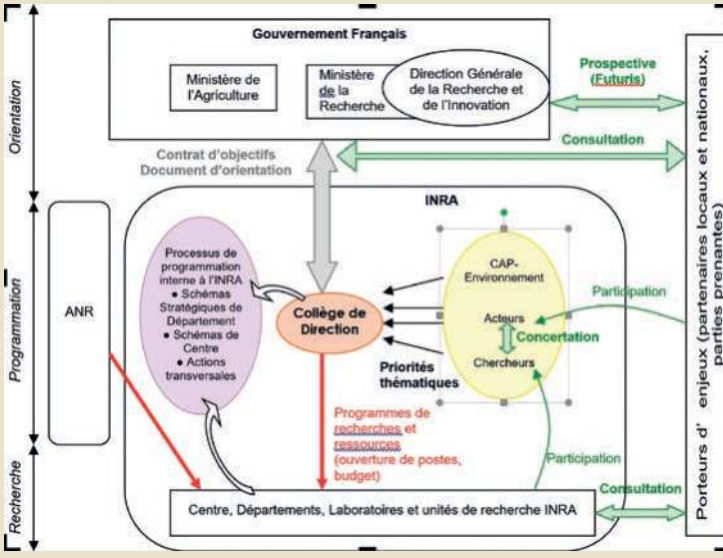 Gouvernement Français
Ministère de
l'Agriculture
Ministère
de la
Recherche
Direction Générale
de la Recherche et
de l'Innovation
Prospective
(Futuris)
Consultation
Contrat d'objectifs
Document d'orientation
Orientation
Programmation
Recherche
ANR
INRA
Processus de
programmation
interne à l'INRA
● Schémas
Stratégiques de
Département
● Schémas de
Centre
● Actions
transversales
Collège de
Direction
CAP-
Environnement
Acteurs
Concertation
Chercheurs
Priorités
thématiques
Participation
Programmes de
recherches et
ressources
(ouverture de postes,
budget)
Participation
Consultation
Centre, Départements, Laboratoires et unités de recherche INRA
Porteurs d' enjeux (partenaires locaux et nationaux,
parties prenantes)